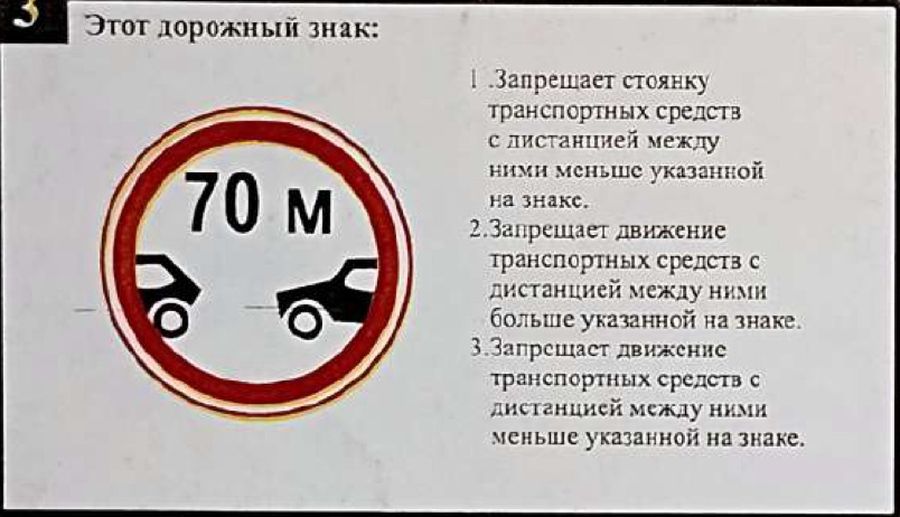 3
Этот дорожный знак:
70 м
1 .Запрещает стоянку
транспортных средств
с дистанцией между
ними меньше указанной
на знаке.
2.Запрещает движение
транспортных средств с
дистанцией между ними
больше указанной на знаке.
3.Запрещает движение
транспортных средств с
дистанцией между ними
меньше указанной на знаке.